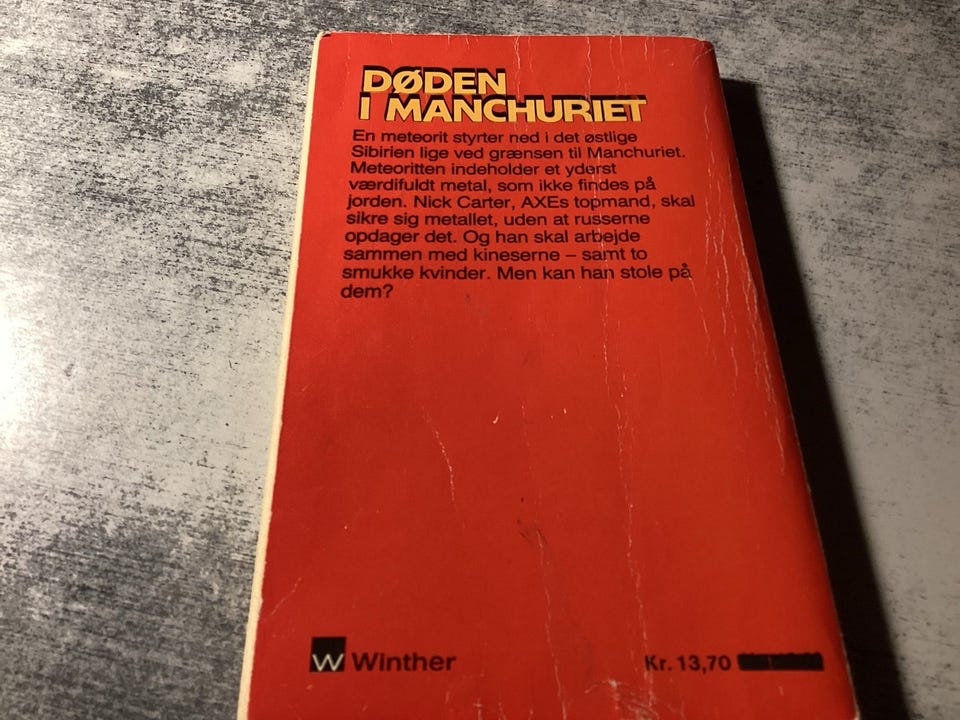 DØDEN
I MANCHURIET
En meteorit styrter ned i det østlige
Sibirien lige ved grænsen til Manchuriet.
Meteoritten indeholder et yderst
værdifuldt metal, som ikke findes på
jorden. Nick Carter, AXEs topmand, skal
sikre sig metallet, uden at russerne
opdager det. Og han skal arbejde
sammen med kineserne – samt to
smukke kvinder. Men kan han stole på
dem?
W Winther
Kr. 13,70